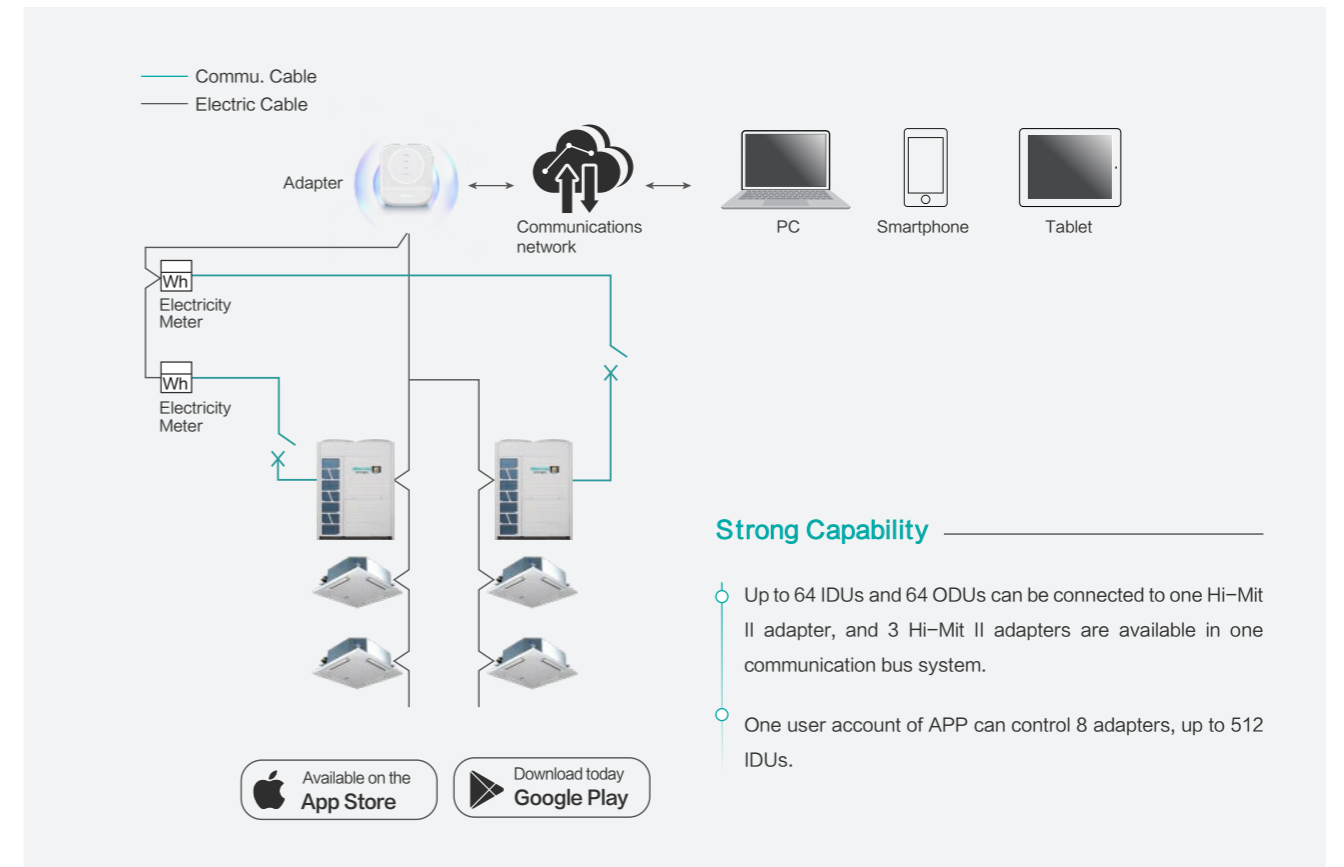 Commu. Cable
Electric Cable
Adapter
Communications
network
PC
Smartphone
Tablet
Wh
Electricity
Meter
Wh
Electricity
Meter
Strong Capability
Up to 64 IDUs and 64 ODUs can be connected to one Hi-Mit
II adapter, and 3 Hi-Mit II adapters are available in one
communication bus system.
One user account of APP can control 8 adapters, up to 512
IDUs.
Available on the
App Store
Download today
Google Play